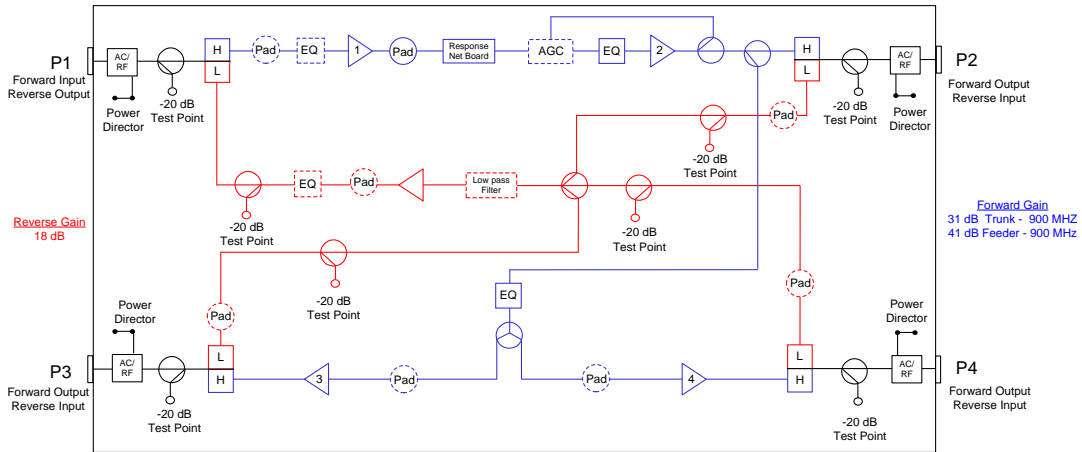 P1
Forward Input
Reverse Output
AC/
RF
Power
Director
-20 dB
Test Point
H
L
Pad
EQ
1
Pad
Response
Net Board
AGC
EQ
2
H
L
-20 dB
Test Point
AC/
RF
Power
Director
P2
Forward Output
Reverse Input
Pad
-20 dB
Test Point
EQ
Pad
Low pass
Filter
-20 dB
Test Point
-20 dB
Test Point
Reverse Gain
18 dB
Forward Gain
31 dB Trunk - 900 MHZ
41 dB Feeder - 900 MHz
-20 dB
Test Point
EQ
Pad
Pad
Power
Director
P3
Forward Output
Reverse Input
AC/
RF
-20 dB
Test Point
L
H
3
Pad
Pad
4
L
H
-20 dB
Test Point
Power
Director
AC/
RF
P4
Forward Output
Reverse Input